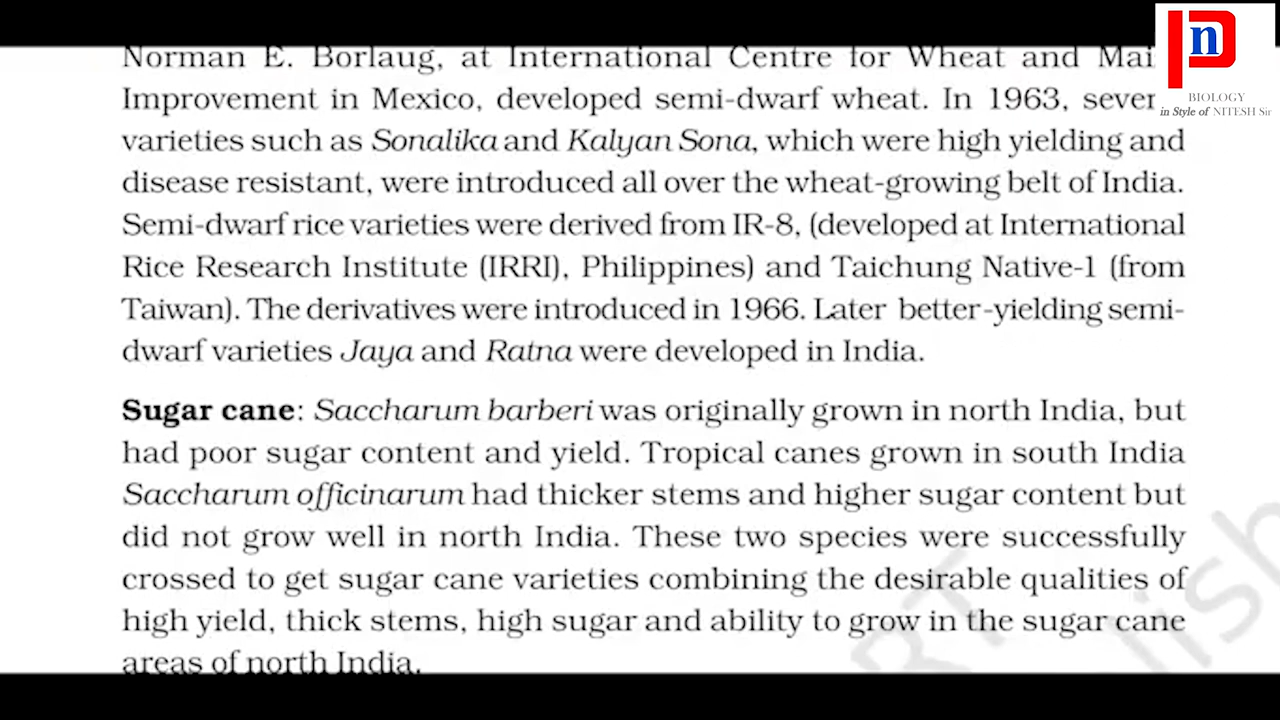 n
BIOLOGY
in Style of NITESH Sir
Norman E. Borlaug, at International Centre for Wheat and
Improvement in Mexico, developed semi-dwarf wheat. In 1963,
varieties such as Sonalika and Kalyan Sona, which were high yielding and
disease resistant, were introduced all over the wheat-growing belt of India.
Semi-dwarf rice varieties were derived from IR-8, (developed at International
Rice Research Institute (IRRI), Philippines) and Taichung Native-1 (from
Taiwan). The derivatives were introduced in 1966. Later better-yielding semi-
dwarf varieties Jaya and Ratna were developed in India.
Sugar cane: Saccharum barberi was originally grown in north India, but
had poor sugar content and yield. Tropical canes grown in south India
Saccharum officinarum had thicker stems and higher sugar content but
did not grow well in north India. These two species were successfully
crossed to get sugar cane varieties combining the desirable qualities of
high yield, thick stems, high sugar and ability to grow in the sugar cane
areas of north India.